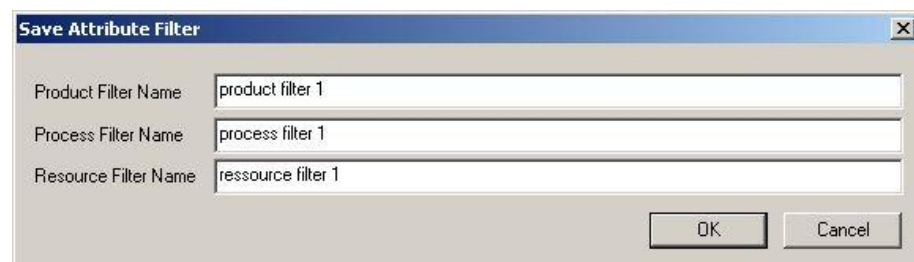 Save Attribute Filter
Product Filter Name product filter 1
Process Filter Name process filter 1
Resource Filter Name ressource filter 1
OK Cancel